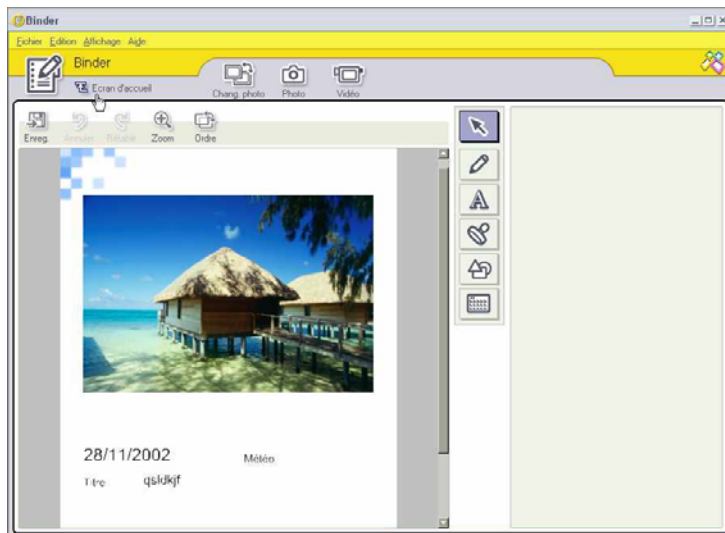 Binder
Fichier Edition Affichage Aide
Binder
Ecran d'accueil
Chang. photo Photo Vidéo
Enreg. Annuler Rétablir Zoom Ordre
28/11/2002 Météo
Titre qsldkjf